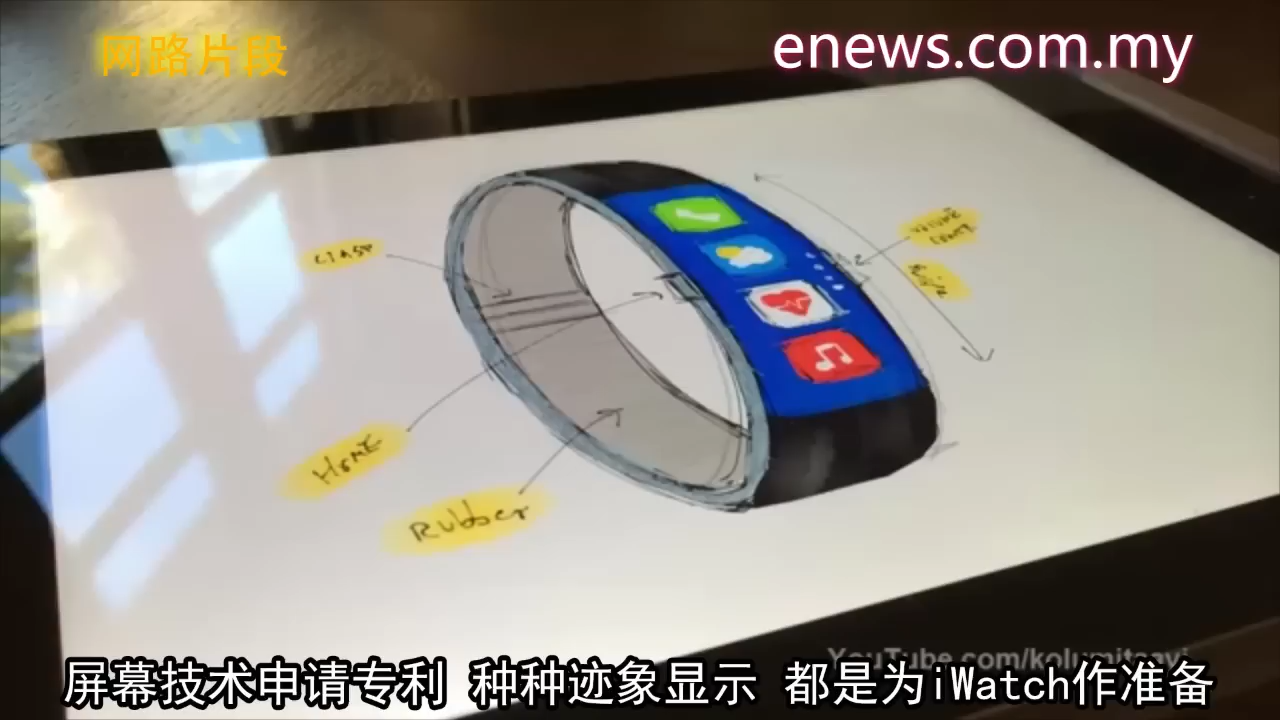 网路片段
enews.com.my
CLASP
VOLUME
HOME
Rubber
YouTube.com/kolumitaavi
屏幕技术申请专利 种种迹象显示 都是为iWatch作准备